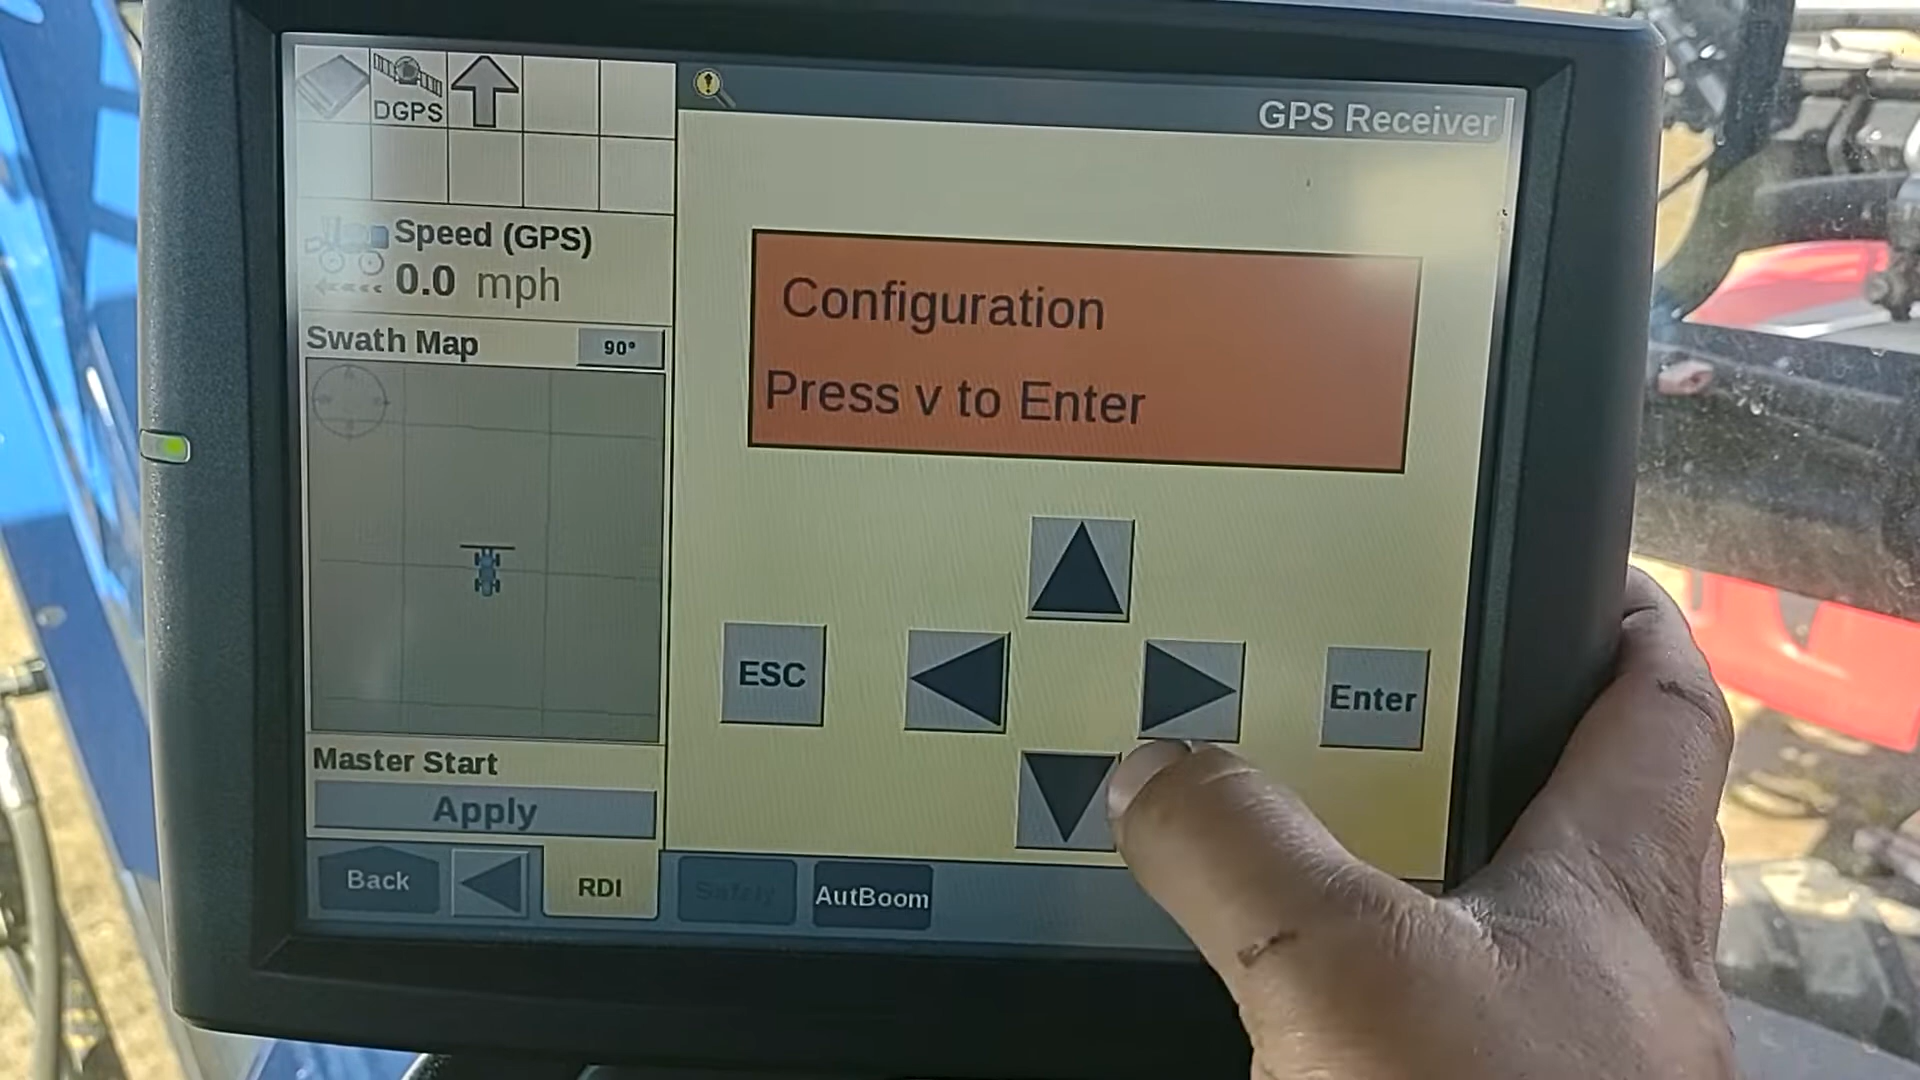 DGPS
GPS Receiver
Speed (GPS)
0.0 mph
Swath Map
90°
Configuration
Press v to Enter
ESC
Enter
Master Start
Apply
Back
RDI
Safety
AutBoom